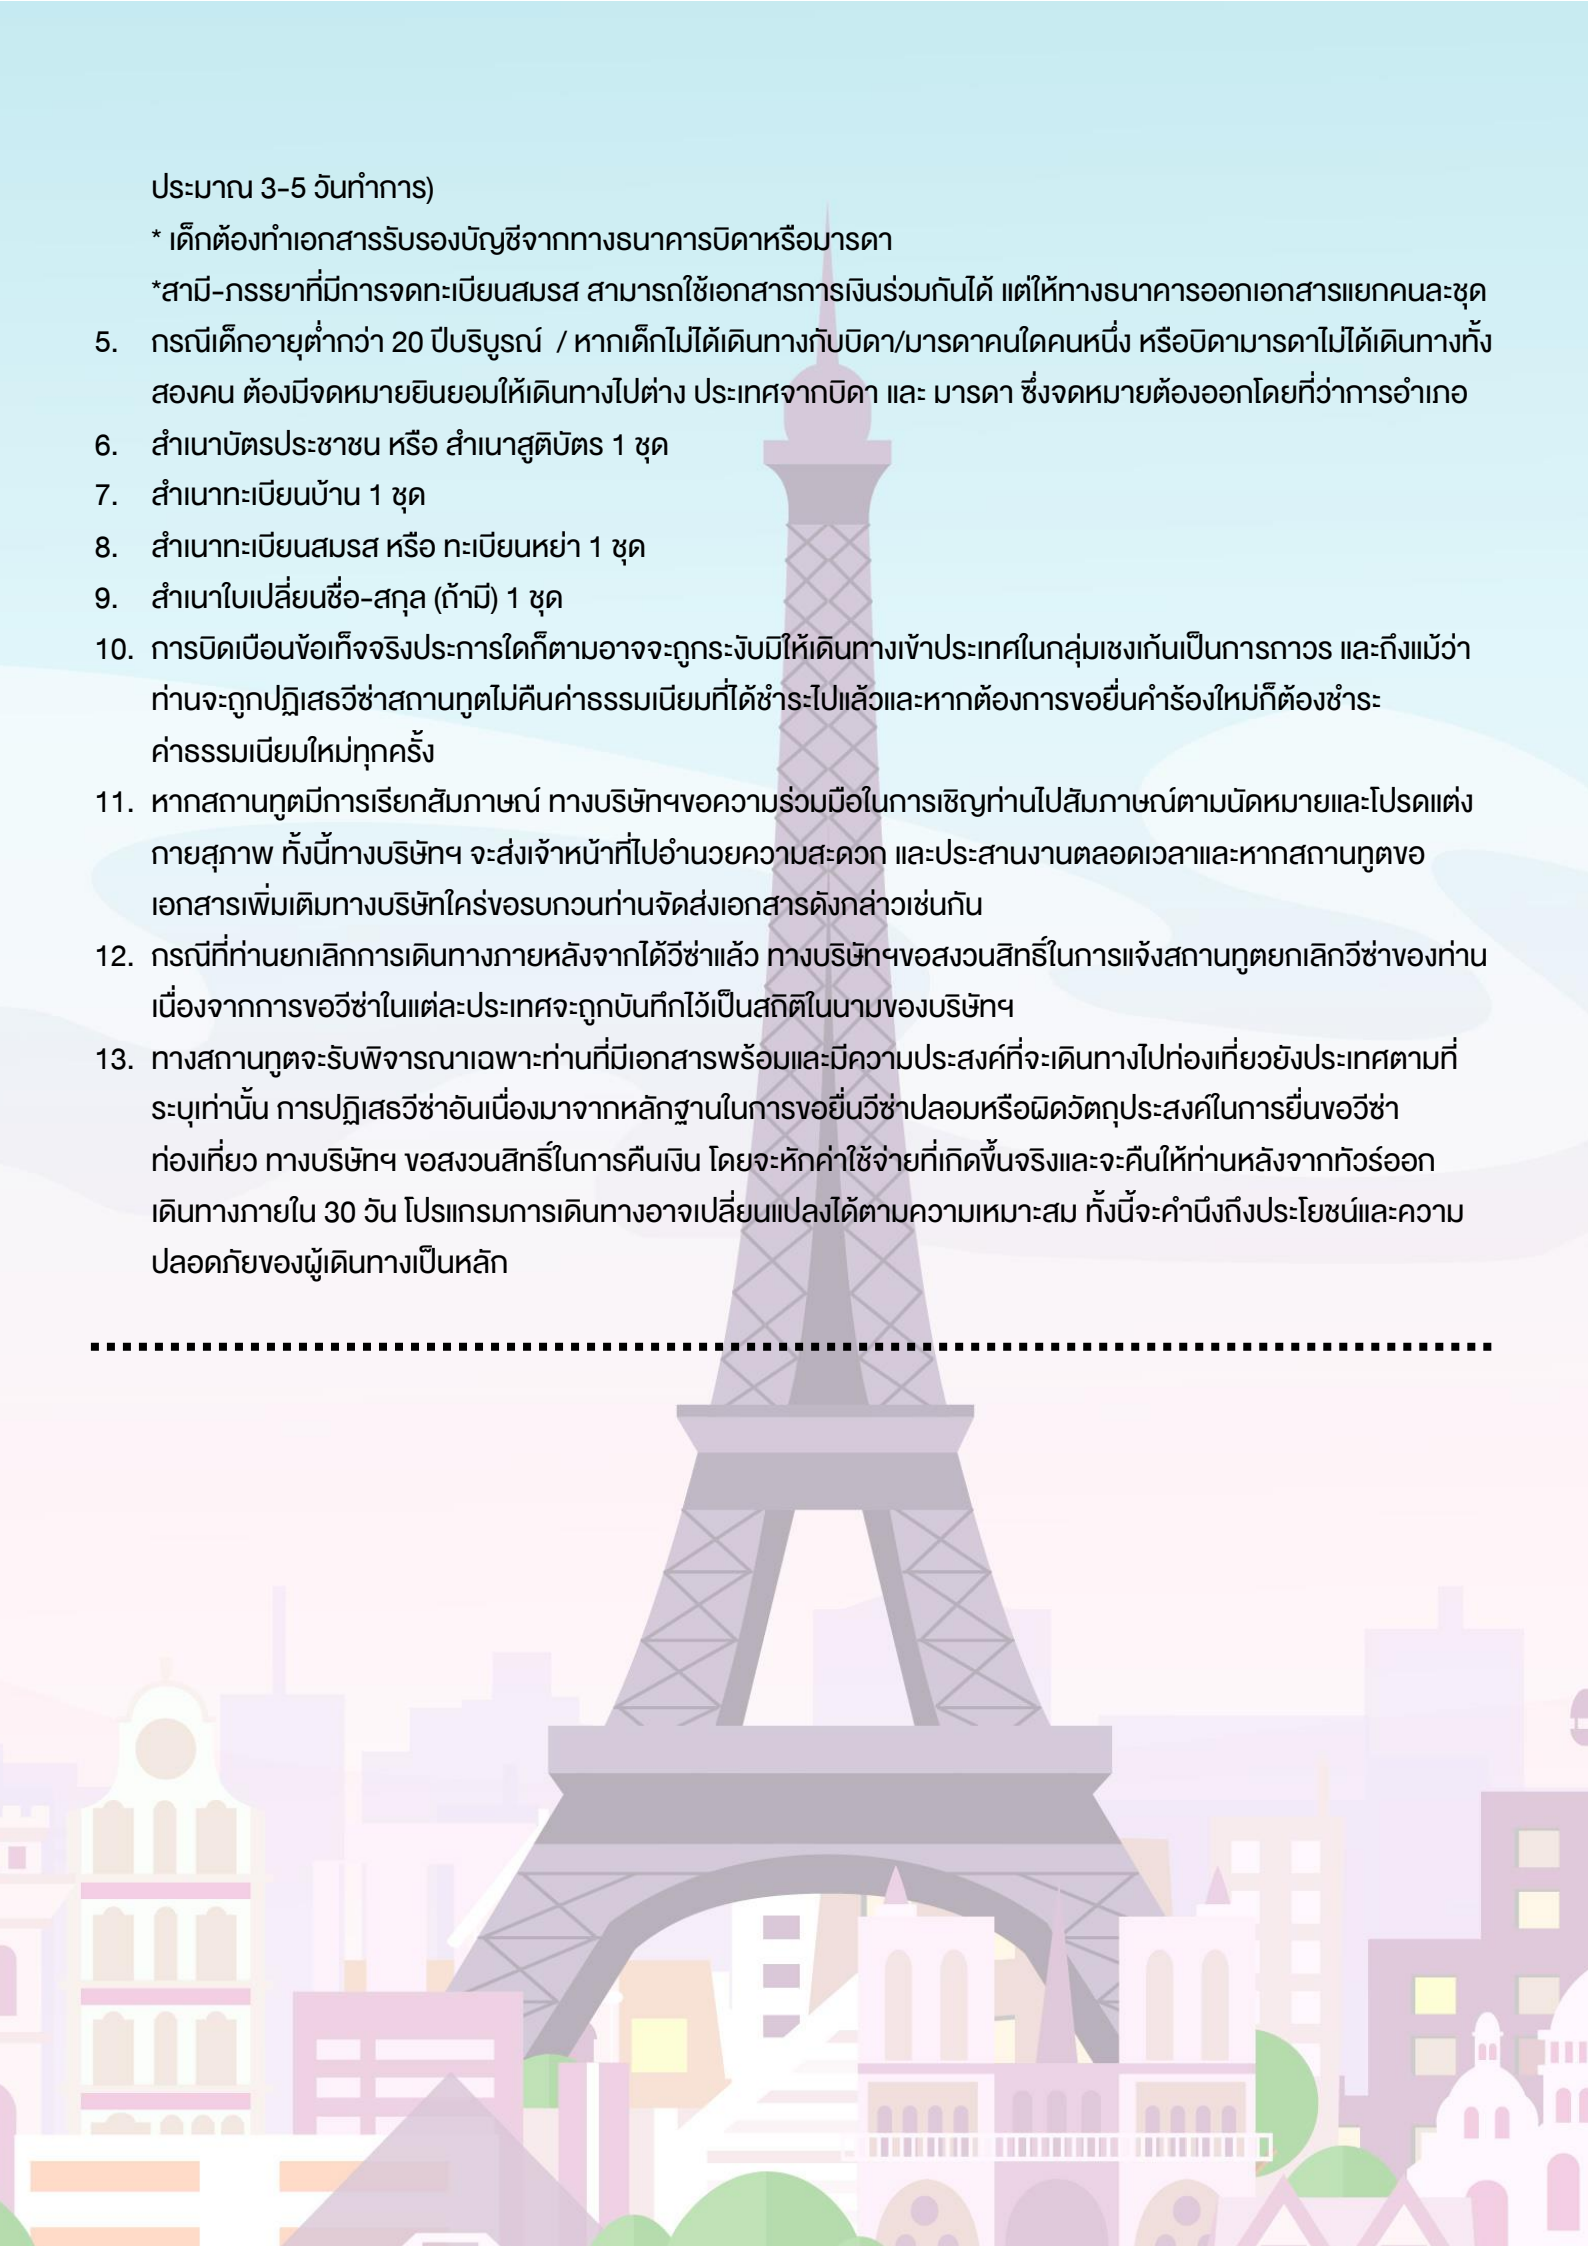 ประมาณ 3-5 วันทำการ)
* เด็กต้องทำเอกสารรับรองบัญชีจากทางธนาคารบิดาหรือมารดา
*สามี-ภรรยาที่มีการจดทะเบียนสมรส สามารถใช้เอกสารการเงินร่วมกันได้ แต่ให้ทางธนาคารออกเอกสารแยกคนละชุด
5. กรณีเด็กอายุต่ำกว่า 20 ปีบริบูรณ์ / หากเด็กไม่ได้เดินทางกับบิดา/มารดาคนใดคนหนึ่ง หรือบิดามารดาไม่ได้เดินทางทั้ง
สองคน ต้องมีจดหมายยินยอมให้เดินทางไปต่าง ประเทศจากบิดา และ มารดา ซึ่งจดหมายต้องออกโดยที่ว่าการอำเภอ
6. สำเนาบัตรประชาชน หรือ สำเนาสูติบัตร 1 ชุด
7. สำเนาทะเบียนบ้าน 1 ชุด
8. สำเนาทะเบียนสมรส หรือ ทะเบียนหย่า 1 ชุด
9. สำเนาใบเปลี่ยนชื่อ-สกุล (ถ้ามี) 1 ชุด
10. การบิดเบือนข้อเท็จจริงประการใดก็ตามอาจจะถูกระงับมิให้เดินทางเข้าประเทศในกลุ่มเชงเก้นเป็นการถาวร และถึงแม้ว่า
ท่านจะถูกปฏิเสธวีซ่าสถานทูตไม่คืนค่าธรรมเนียมที่ได้ชำระไปแล้วและหากต้องการขอยื่นคำร้องใหม่ก็ต้องชำระ
ค่าธรรมเนียมใหม่ทุกครั้ง
11. หากสถานทูตมีการเรียกสัมภาษณ์ ทางบริษัทฯขอความร่วมมือในการเชิญท่านไปสัมภาษณ์ตามนัดหมายและโปรดแต่ง
กายสุภาพ ทั้งนี้ทางบริษัทฯ จะส่งเจ้าหน้าที่ไปอำนวยความสะดวก และประสานงานตลอดเวลาและหากสถานทูตขอ
เอกสารเพิ่มเติมทางบริษัทใคร่ขอรบกวนท่านจัดส่งเอกสารดังกล่าวเช่นกัน
12. กรณีที่ท่านยกเลิกการเดินทางภายหลังจากได้วีซ่าแล้ว ทางบริษัทฯขอสงวนสิทธิ์ในการแจ้งสถานทูตยกเลิกวีซ่าของท่าน
เนื่องจากการขอวีซ่าในแต่ละประเทศจะถูกบันทึกไว้เป็นสถิติในนามของบริษัทฯ
13. ทางสถานทูตจะรับพิจารณาเฉพาะท่านที่มีเอกสารพร้อมและมีความประสงค์ที่จะเดินทางไปท่องเที่ยวยังประเทศตามที่
ระบุเท่านั้น การปฏิเสธวีซ่าอันเนื่องมาจากหลักฐานในการขอยื่นวีซ่าปลอมหรือผิดวัตถุประสงค์ในการยื่นขอวีซ่า
ท่องเที่ยว ทางบริษัทฯ ขอสงวนสิทธิ์ในการคืนเงิน โดยจะหักค่าใช้จ่ายที่เกิดขึ้นจริงและจะคืนให้ท่านหลังจากทัวร์ออก
เดินทางภายใน 30 วัน โปรแกรมการเดินทางอาจเปลี่ยนแปลงได้ตามความเหมาะสม ทั้งนี้จะคำนึงถึงประโยชน์และความ
ปลอดภัยของผู้เดินทางเป็นหลัก